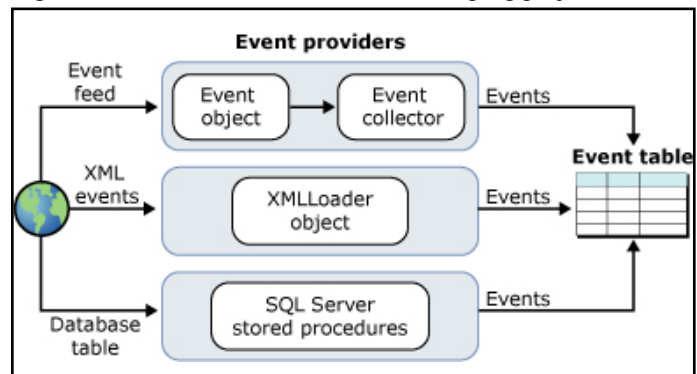 Event providers
Event
feed
Event
object
Event
collector
Events
Event table
XML
events
XMLLoader
object
Events
Database
table
SQL Server
stored procedures
Events